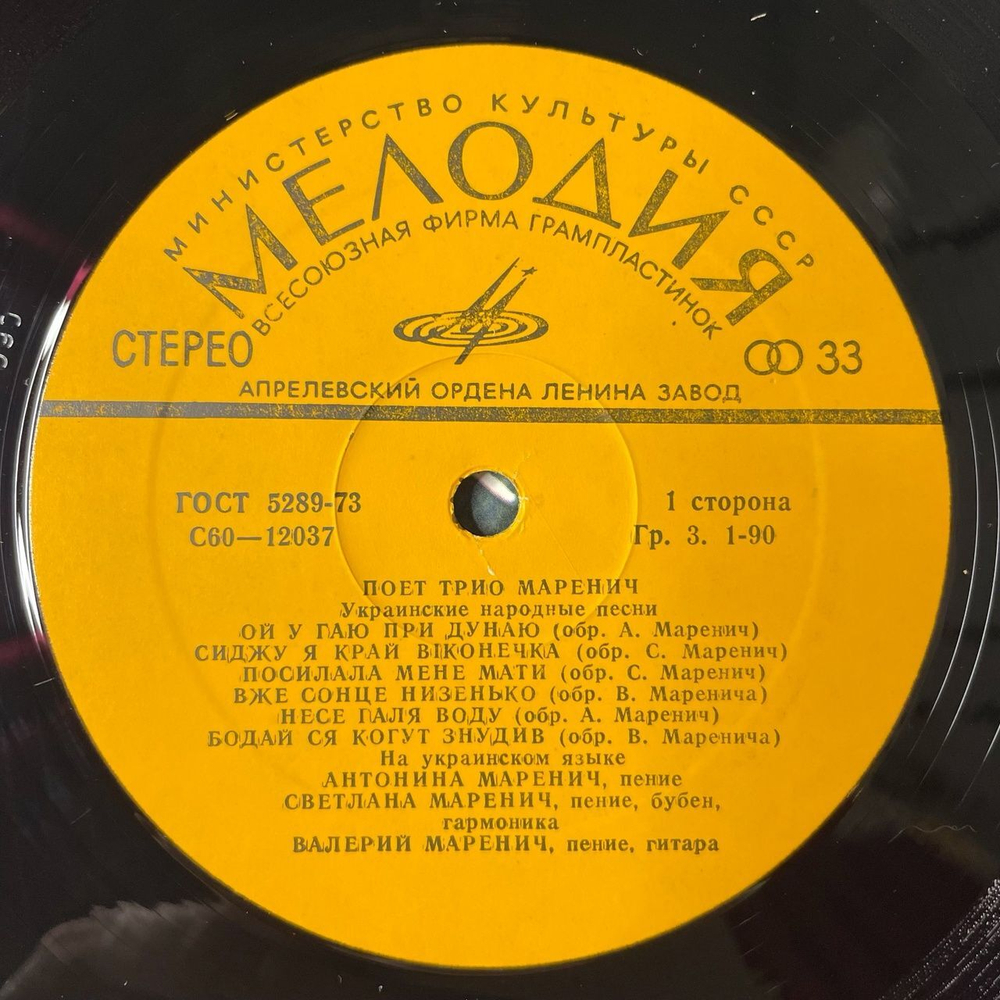 МИНИСТЕРСТВО КУЛЬТУРЫ СССР
МЕЛОДИЯ
ВСЕСОЮЗНАЯ ФИРМА ГРАМПЛАСТИНОК
СТЕРЕО
33
АПРЕЛЕВСКИЙ ОРДЕНА ЛЕНИНА ЗАВОД
ГОСТ 5289-73
1 сторона
С60—12037
Гр. 3. 1-90
ПОЕТ ТРИО МАРЕНИЧ
Украинские народные песни
ОЙ У ГАЮ ПРИ ДУНАЮ (обр. А. Маренич)
СИДЖУ Я КРАЙ ВІКОНЕЧКА (обр. С. Маренич)
ПОСИЛАЛА МЕНЕ МАТИ (обр. С. Маренич)
ВЖЕ СОНЦЕ НИЗЕНЬКО (обр. В. Маренича)
НЕСЕ ГАЛЯ ВОДУ (обр. А. Маренич)
БОДАЙ СЯ КОГУТ ЗНУДИВ (обр. В. Маренича)
На украинском языке
АНТОНИНА МАРЕНИЧ, пение
СВЕТЛАНА МАРЕНИЧ, пение, бубен,
гармоника
ВАЛЕРИЙ МАРЕНИЧ, пение, гитара